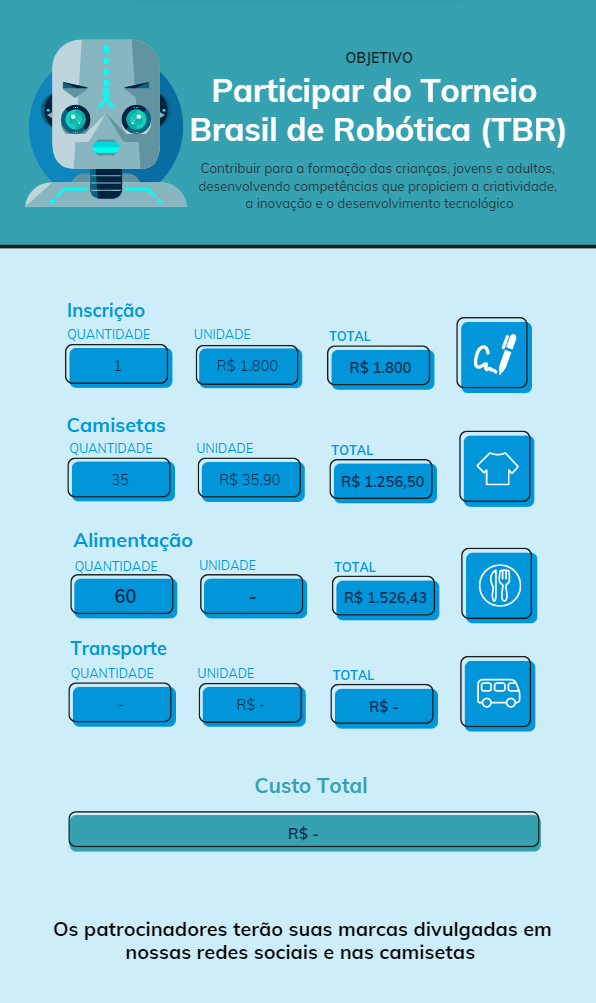 OBJETIVO
Participar do Torneio
Brasil de Robótica (TBR)
Contribuir para a formação das crianças, jovens e adultos,
desenvolvendo competências que propiciem a criatividade,
a inovação e o desenvolvimento tecnológico
Inscrição
QUANTIDADE UNIDADE TOTAL
1 R$ 1.800 R$ 1.800
Camisetas
QUANTIDADE UNIDADE TOTAL
35 R$ 35,90 R$ 1.256,50
Alimentação
QUANTIDADE UNIDADE TOTAL
60 - R$ 1.526,43
Transporte
QUANTIDADE UNIDADE TOTAL
- R$ - R$ -
Custo Total
R$ -
Os patrocinadores terão suas marcas divulgadas em
nossas redes sociais e nas camisetas